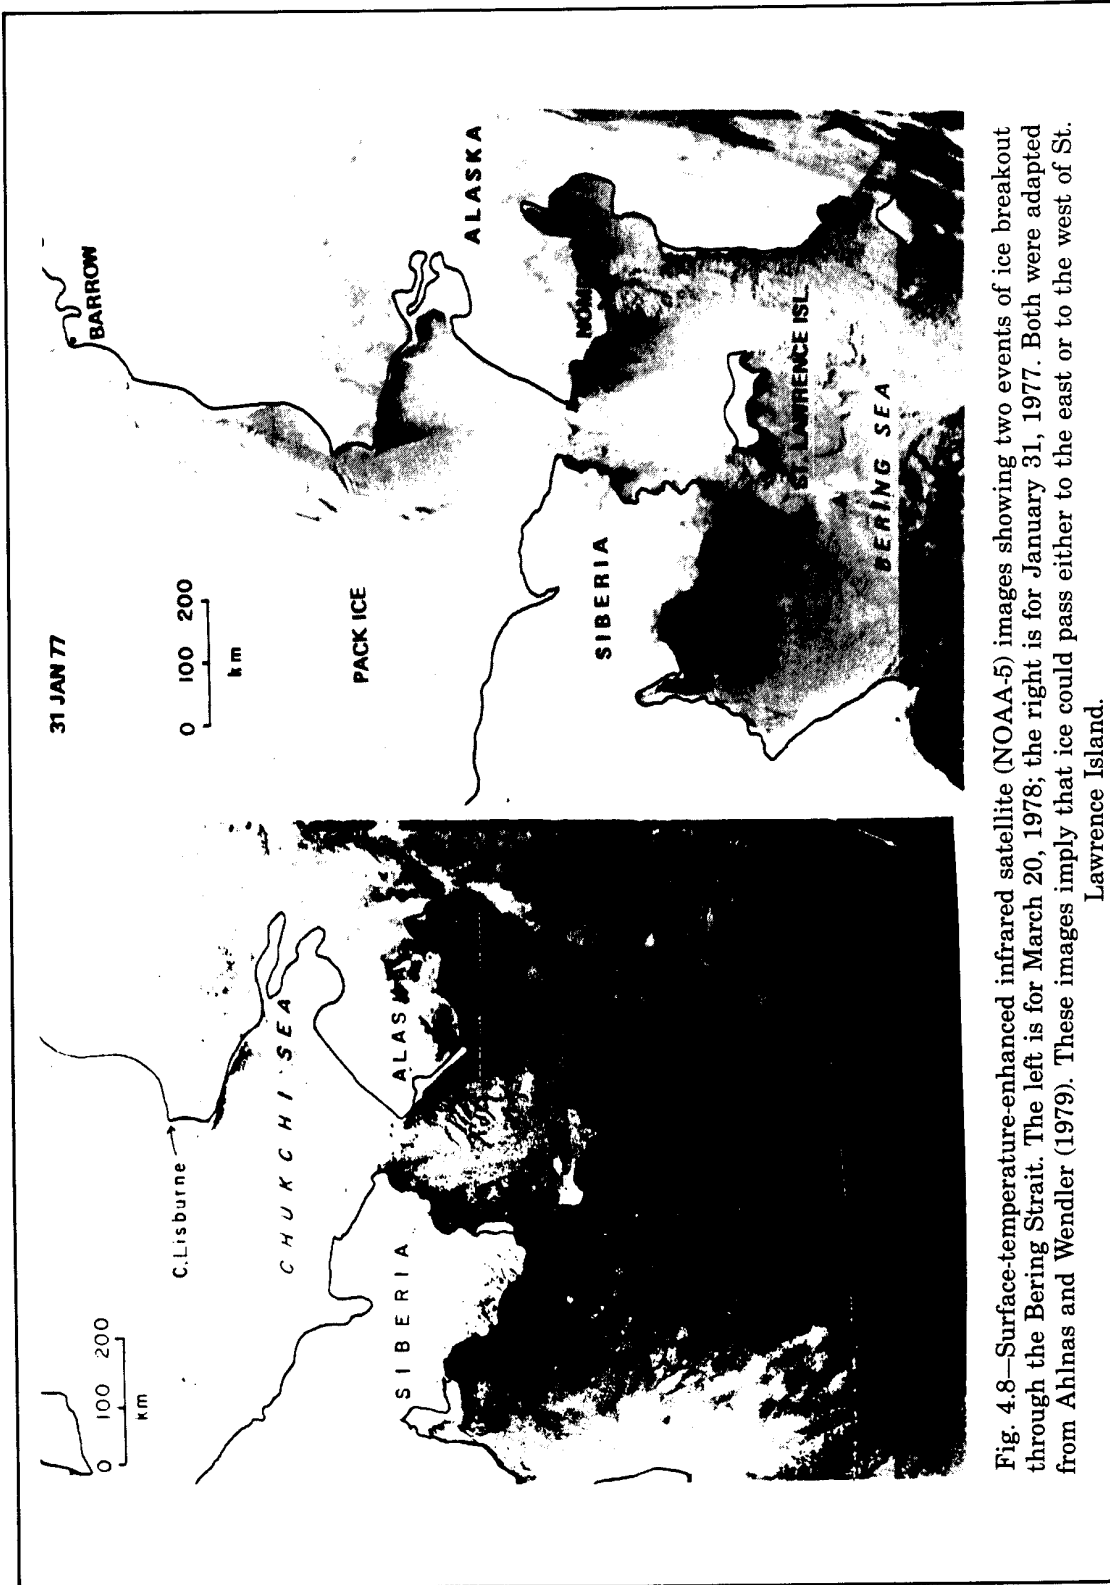 C.Lisburne
CHUKCHI SEA
0 100 200
km
SIBERIA
31 JAN 77
BARROW
0 100 200
km
PACK ICE
ALASKA
SIBERIA
ST. LAWRENCE ISL.
BERING SEA
Fig. 4.8—Surface-temperature-enhanced infrared satellite (NOAA-5) images showing two events of ice breakout
through the Bering Strait. The left is for March 20, 1978; the right is for January 31, 1977. Both were adapted
from Ahlnas and Wendler (1979). These images imply that ice could pass either to the east or to the west of St.
Lawrence Island.